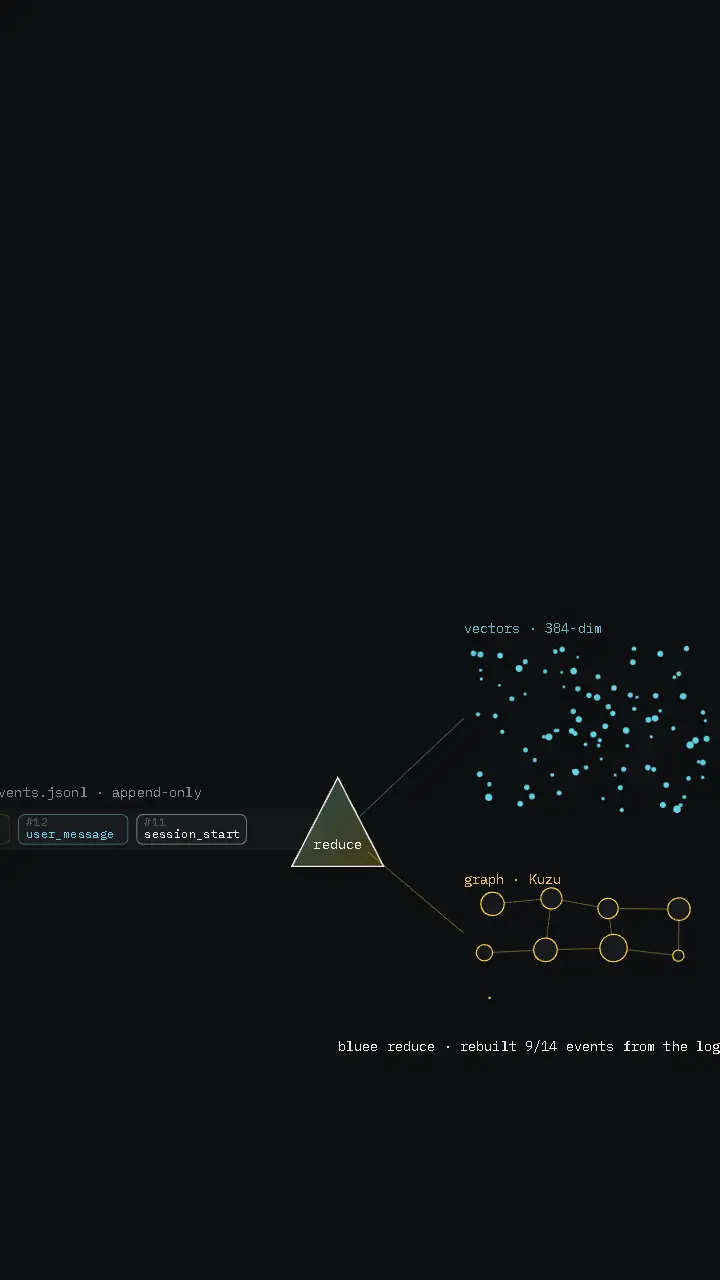 vectors · 384-dim
vents.jsonl · append-only
#12
user_message
#11
session_start
reduce
graph · Kuzu
bluee reduce · rebuilt 9/14 events from the log